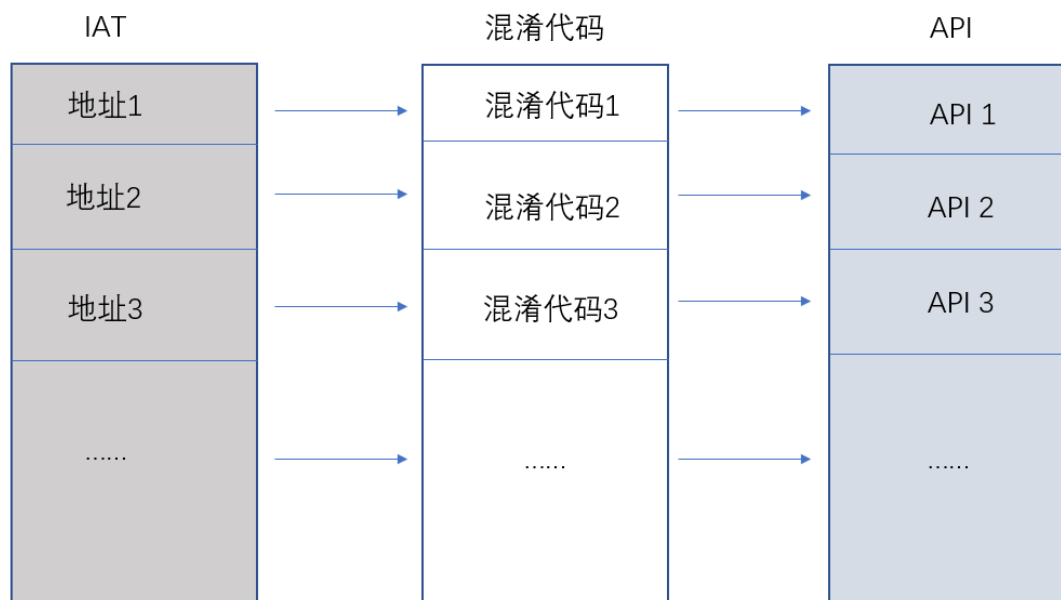 IAT
混淆代码
API
地址1
混淆代码1
API 1
地址2
混淆代码2
API 2
地址3
混淆代码3
API 3
……
……
……